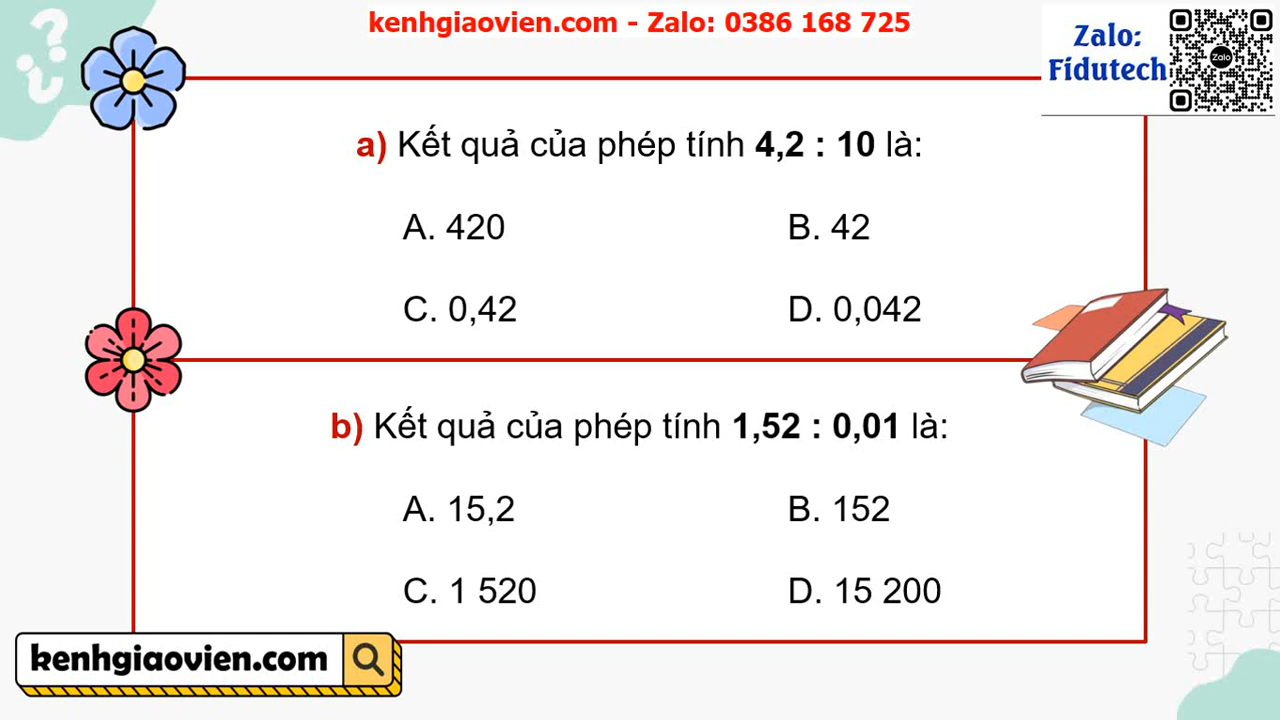 kenhgiaovien.com - Zalo: 0386 168 725
Zalo:
Fidutech
Zalo
a) Kết quả của phép tính 4,2 : 10 là:
A. 420 B. 42
C. 0,42 D. 0,042
b) Kết quả của phép tính 1,52 : 0,01 là:
A. 15,2 B. 152
C. 1 520 D. 15 200
kenhgiaovien.com